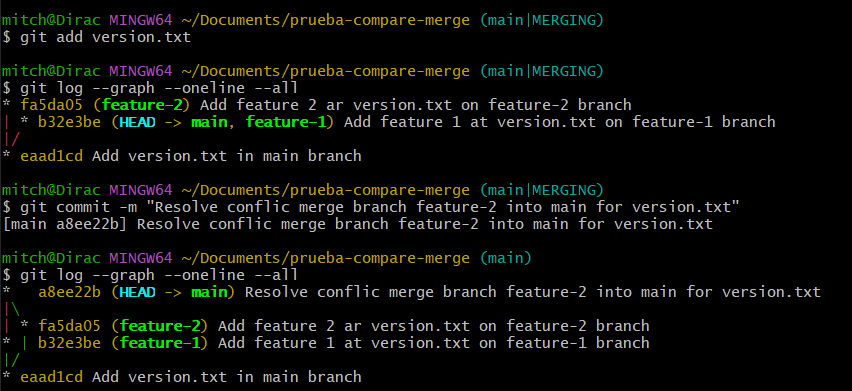 mitch@Dirac MINGW64 ~/Documents/prueba-compare-merge (main|MERGING)
$ git add version.txt

mitch@Dirac MINGW64 ~/Documents/prueba-compare-merge (main|MERGING)
$ git log --graph --oneline --all
* fa5da05 (feature-2) Add feature 2 ar version.txt on feature-2 branch
| * b32e3be (HEAD -> main, feature-1) Add feature 1 at version.txt on feature-1 branch
|/
* eaad1cd Add version.txt in main branch

mitch@Dirac MINGW64 ~/Documents/prueba-compare-merge (main|MERGING)
$ git commit -m "Resolve conflic merge branch feature-2 into main for version.txt"
[main a8ee22b] Resolve conflic merge branch feature-2 into main for version.txt

mitch@Dirac MINGW64 ~/Documents/prueba-compare-merge (main)
$ git log --graph --oneline --all
*   a8ee22b (HEAD -> main) Resolve conflic merge branch feature-2 into main for version.txt
|\
| * fa5da05 (feature-2) Add feature 2 ar version.txt on feature-2 branch
* | b32e3be (feature-1) Add feature 1 at version.txt on feature-1 branch
|/
* eaad1cd Add version.txt in main branch